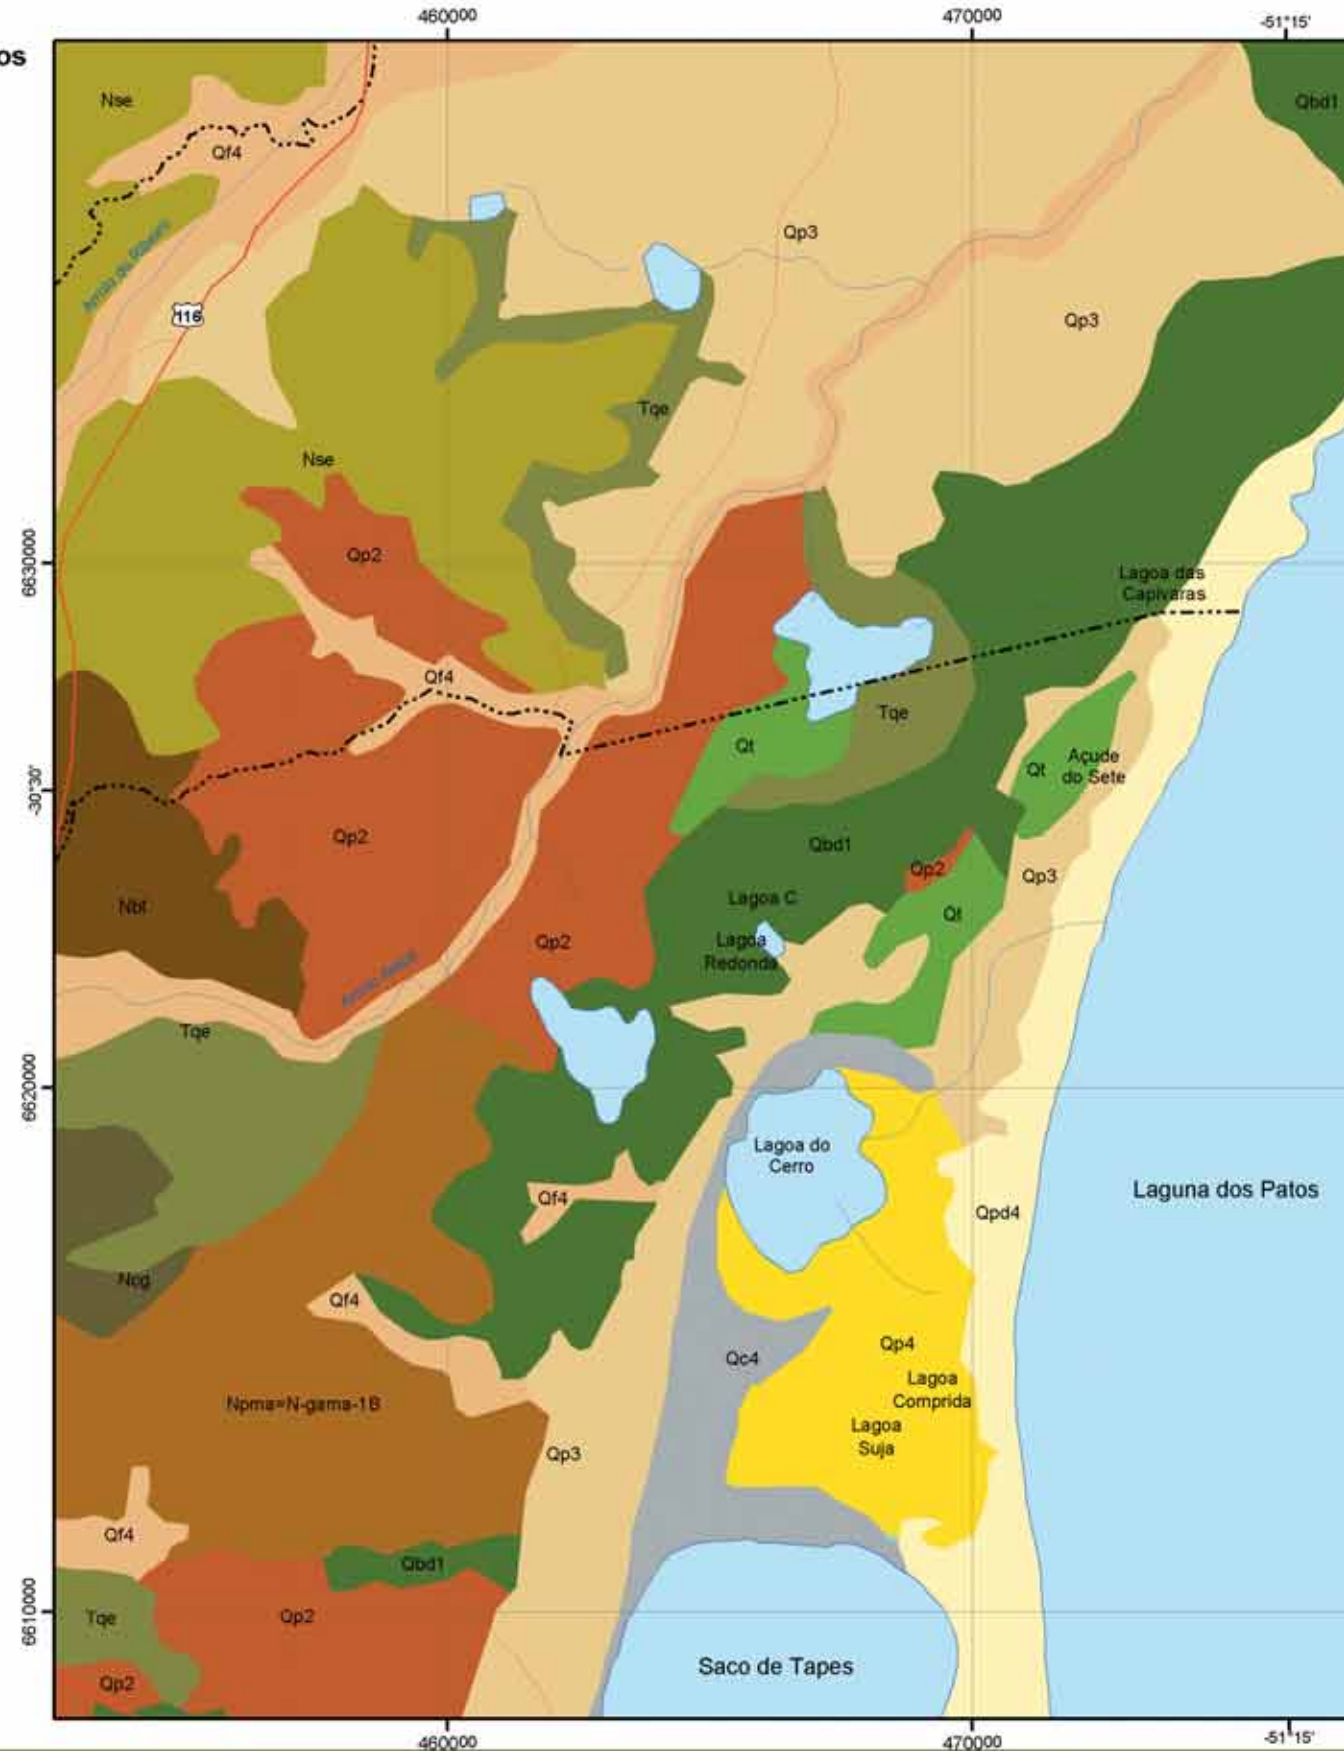 460000
470000
-51°15'
os
Nse
Qbd1
Qf4
Qp3
116
Qp3
Tqe
Nse
Qp2
6630000
Lagoa das
Capivaras
Qf4
Tqe
Qt
Qt
Açude
do Sete
-30°30'
Qp2
Qbd1
Qp2
Qp3
Nbt
Lagoa C
Qt
Qp2
Lagoa
Redonda
Tqe
6620000
Lagoa do
Cerro
Laguna dos Patos
Qf4
Qpd4
Ncg
Qf4
Qc4
Qp4
Lagoa
Comprida
Npma=N-gama-1B
Lagoa
Suja
Qp3
Qf4
Qbd1
6610000
Tqe
Qp2
Saco de Tapes
Qp2
460000
470000
-51°15'